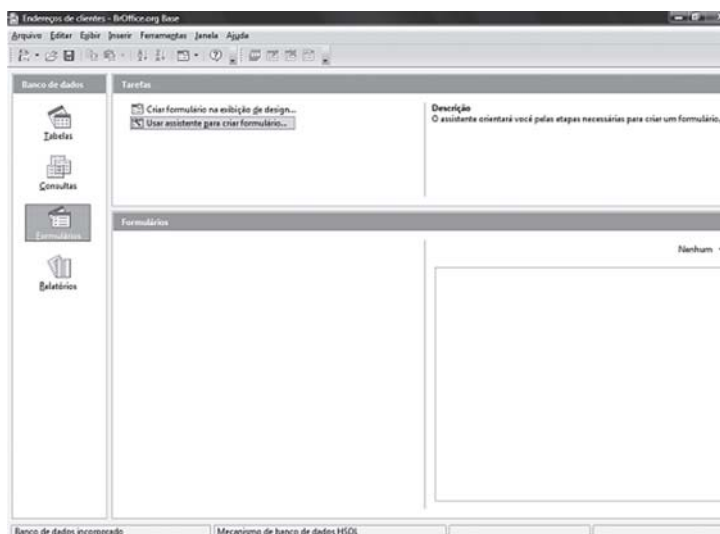 Endereços de clientes - BrOffice.org Base
Arquivo Editar Exibir Inserir Ferramentas Janela Ajuda
Banco de dados
Tarefas
Tabelas
Consultas
Formulários
Relatórios
Criar formulário na exibição de design...
Usar assistente para criar formulário...
Descrição
O assistente orientará você pelas etapas necessárias para criar um formulário.
Formulários
Nenhum
Banco de dados incorporado
Mecanismo de banco de dados HSQL